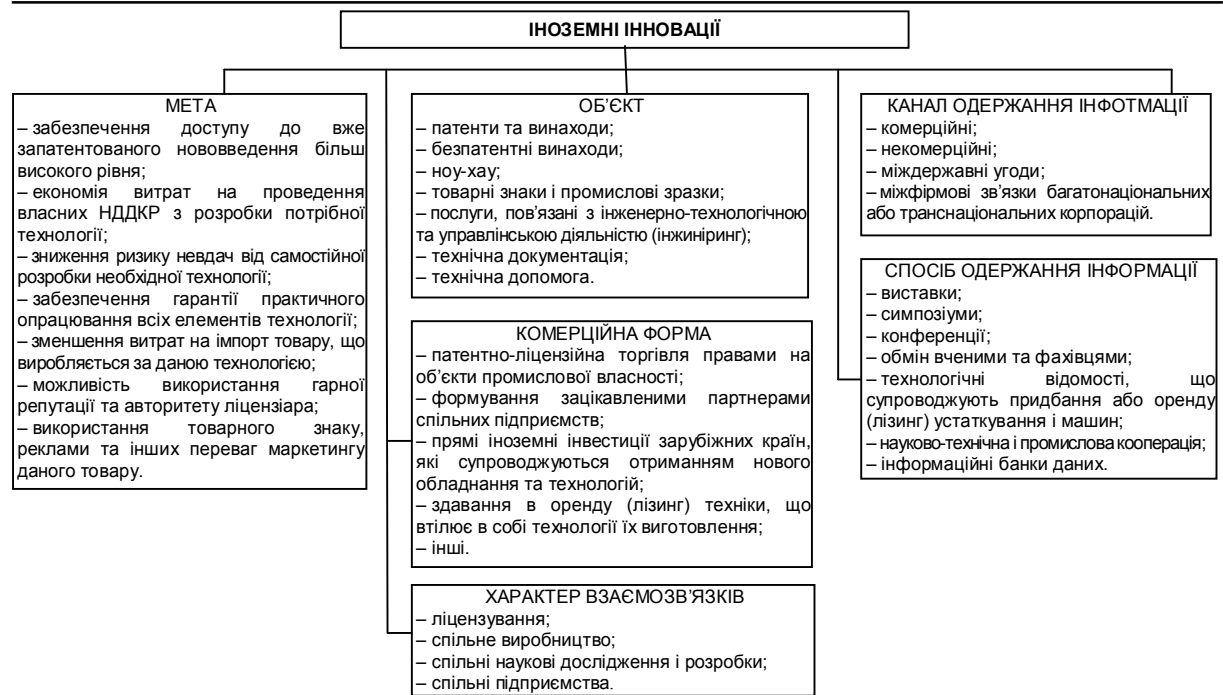 ІНОЗЕМНІ ІННОВАЦІЇ
МЕТА
– забезпечення доступу до вже
запатентованого нововведення більш
високого рівня;
– економія витрат на проведення
власних НДДКР з розробки потрібної
технології;
– зниження ризику невдач від самостійної
розробки необхідної технології;
– забезпечення гарантії практичного
опрацювання всіх елементів технології;
– зменшення витрат на імпорт товару, що
виробляється за даною технологією;
– можливість використання гарної
репутації та авторитету ліцензіара;
– використання товарного знаку,
реклами та інших переваг маркетингу
даного товару.
ОБ’ЄКТ
– патенти та винаходи;
– безпатентні винаходи;
– ноу-хау;
– товарні знаки і промислові зразки;
– послуги, пов’язані з інженерно-технологічною
та управлінською діяльністю (інжиніринг);
– технічна документація;
– технічна допомога.
КОМЕРЦІЙНА ФОРМА
– патентно-ліцензійна торгівля правами на
об’єкти промислової власності;
– формування зацікавленими партнерами
спільних підприємств;
– прямі іноземні інвестиції зарубіжних країн,
які супроводжуються отриманням нового
обладнання та технологій;
– здавання в оренду (лізинг) техніки, що
втілює в собі технології їх виготовлення;
– інші.
ХАРАКТЕР ВЗАЄМОЗВ’ЯЗКІВ
– ліцензування;
– спільне виробництво;
– спільні наукові дослідження і розробки;
– спільні підприємства.
КАНАЛ ОДЕРЖАННЯ ІНФОТМАЦІЇ
– комерційні;
– некомерційні;
– міждержавні угоди;
– міжфірмові зв’язки багатонаціональних
або транснаціональних корпорацій.
СПОСІБ ОДЕРЖАННЯ ІНФОРМАЦІЇ
– виставки;
– симпозіуми;
– конференції;
– обмін вченими та фахівцями;
– технологічні відомості, що
супроводжують придбання або оренду
(лізинг) устаткування і машин;
– науково-технічна і промислова кооперація;
– інформаційні банки даних.